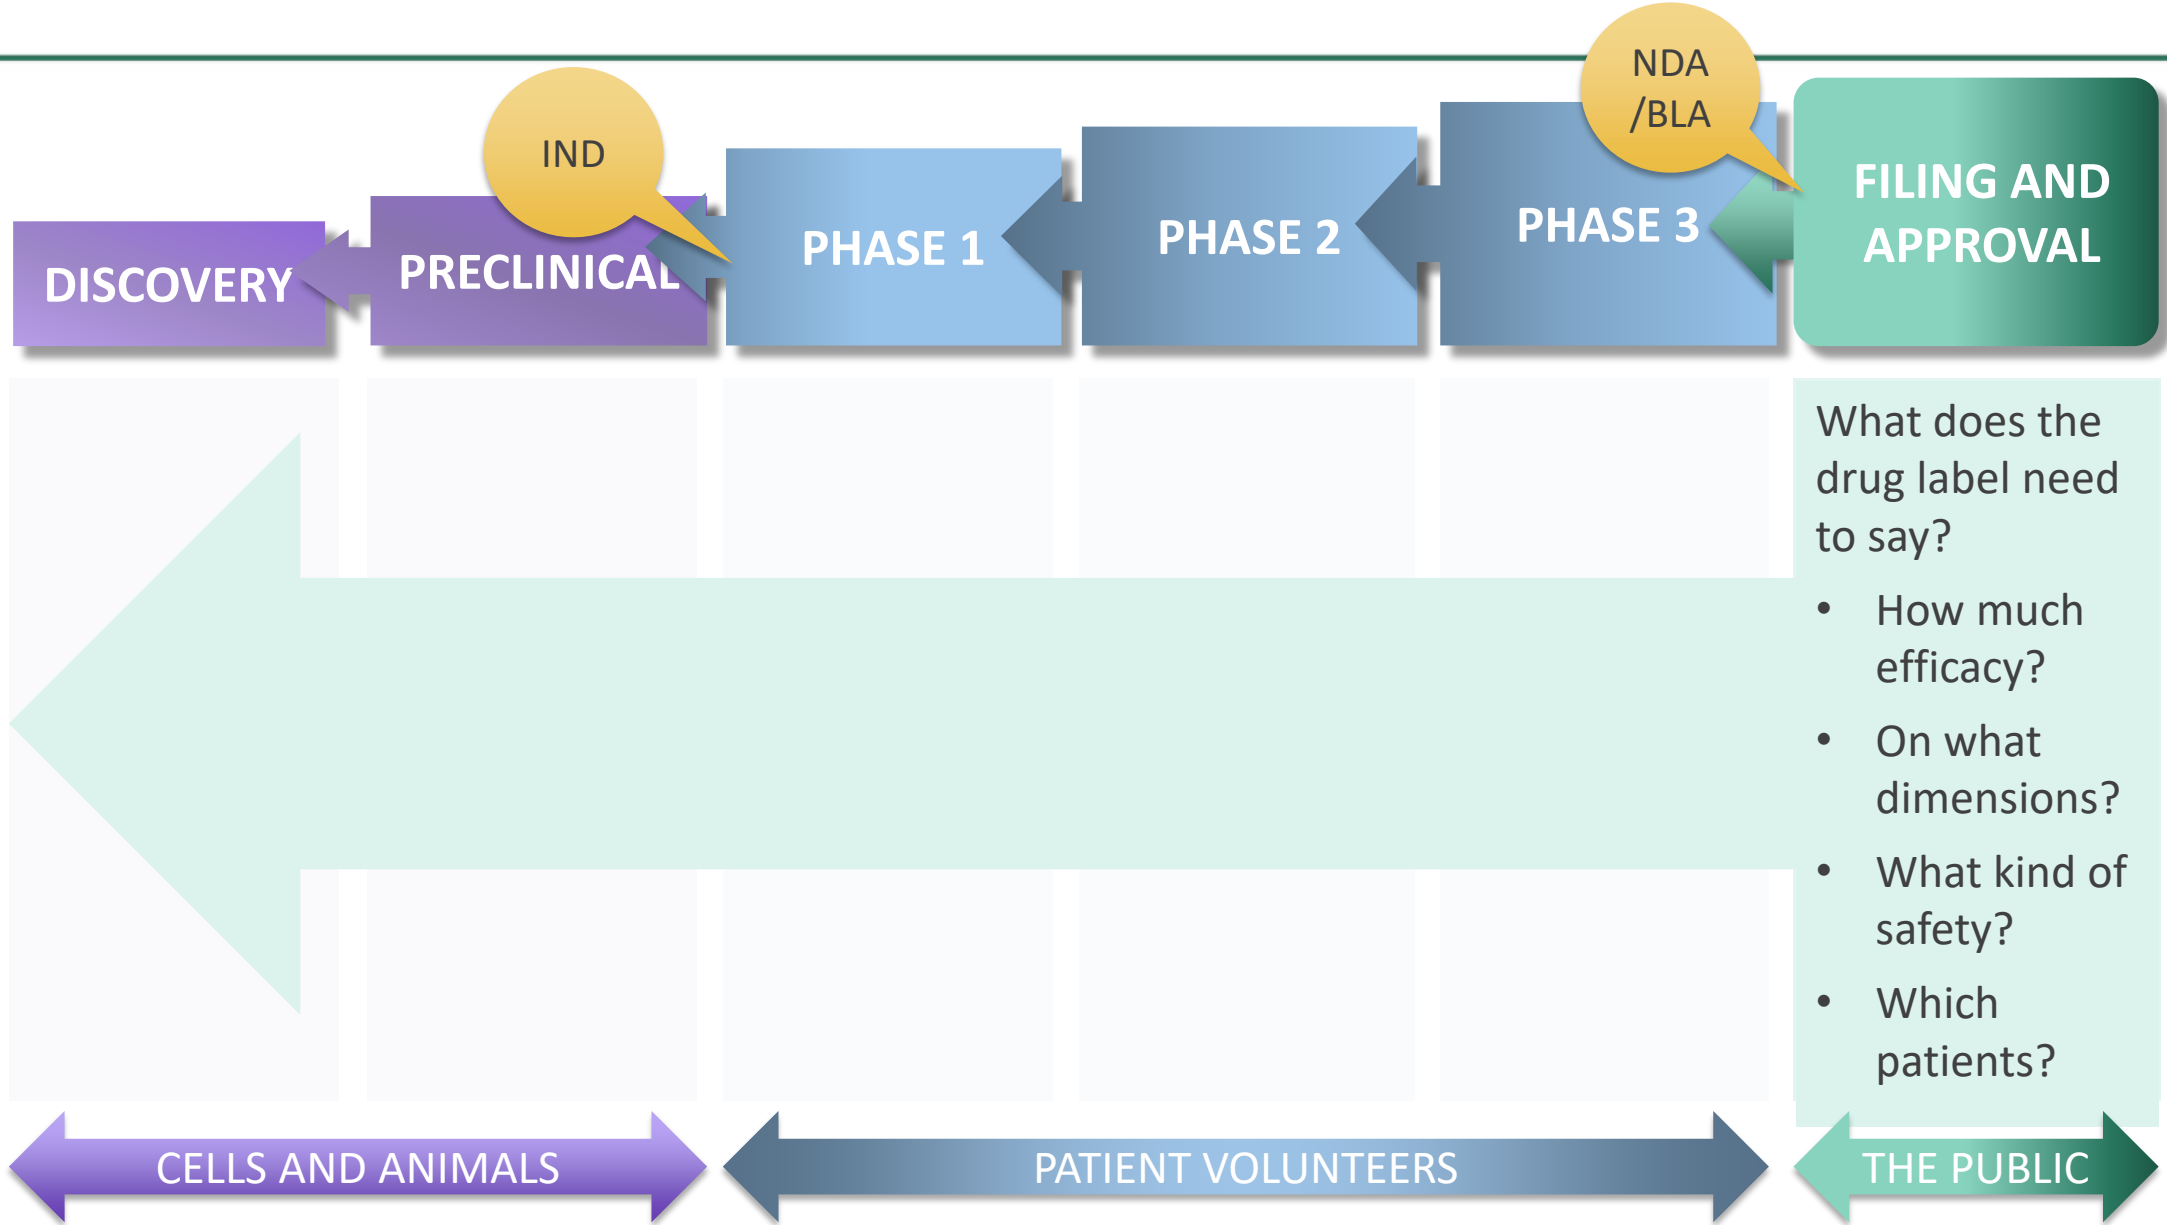 IND
NDA
/BLA
DISCOVERY
PRECLINICAL
PHASE 1
PHASE 2
PHASE 3
FILING AND
APPROVAL
What does the
drug label need
to say?
• How much
efficacy?
• On what
dimensions?
• What kind of
safety?
• Which
patients?
CELLS AND ANIMALS
PATIENT VOLUNTEERS
THE PUBLIC